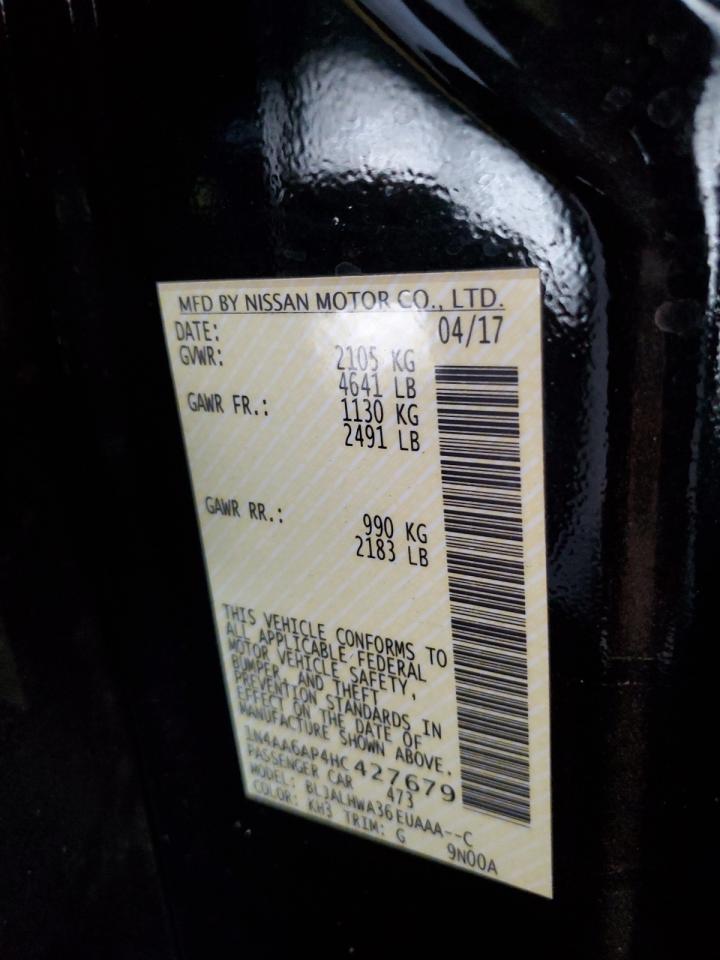 MFD BY NISSAN MOTOR CO., LTD.
DATE: 04/17
GVWR: 2105 KG
4641 LB
GAWR FR.: 1130 KG
2491 LB
GAWR RR.: 990 KG
2183 LB
THIS VEHICLE CONFORMS TO
ALL APPLICABLE FEDERAL
MOTOR VEHICLE SAFETY,
BUMPER, AND THEFT
PREVENTION STANDARDS IN
EFFECT ON THE DATE OF
MANUFACTURE SHOWN ABOVE.
1N4AA6AP4HC427679
PASSENGER CAR 473
MODEL: BLJALHWA36EUAAA--C
COLOR: KH3 TRIM: G 9N00A